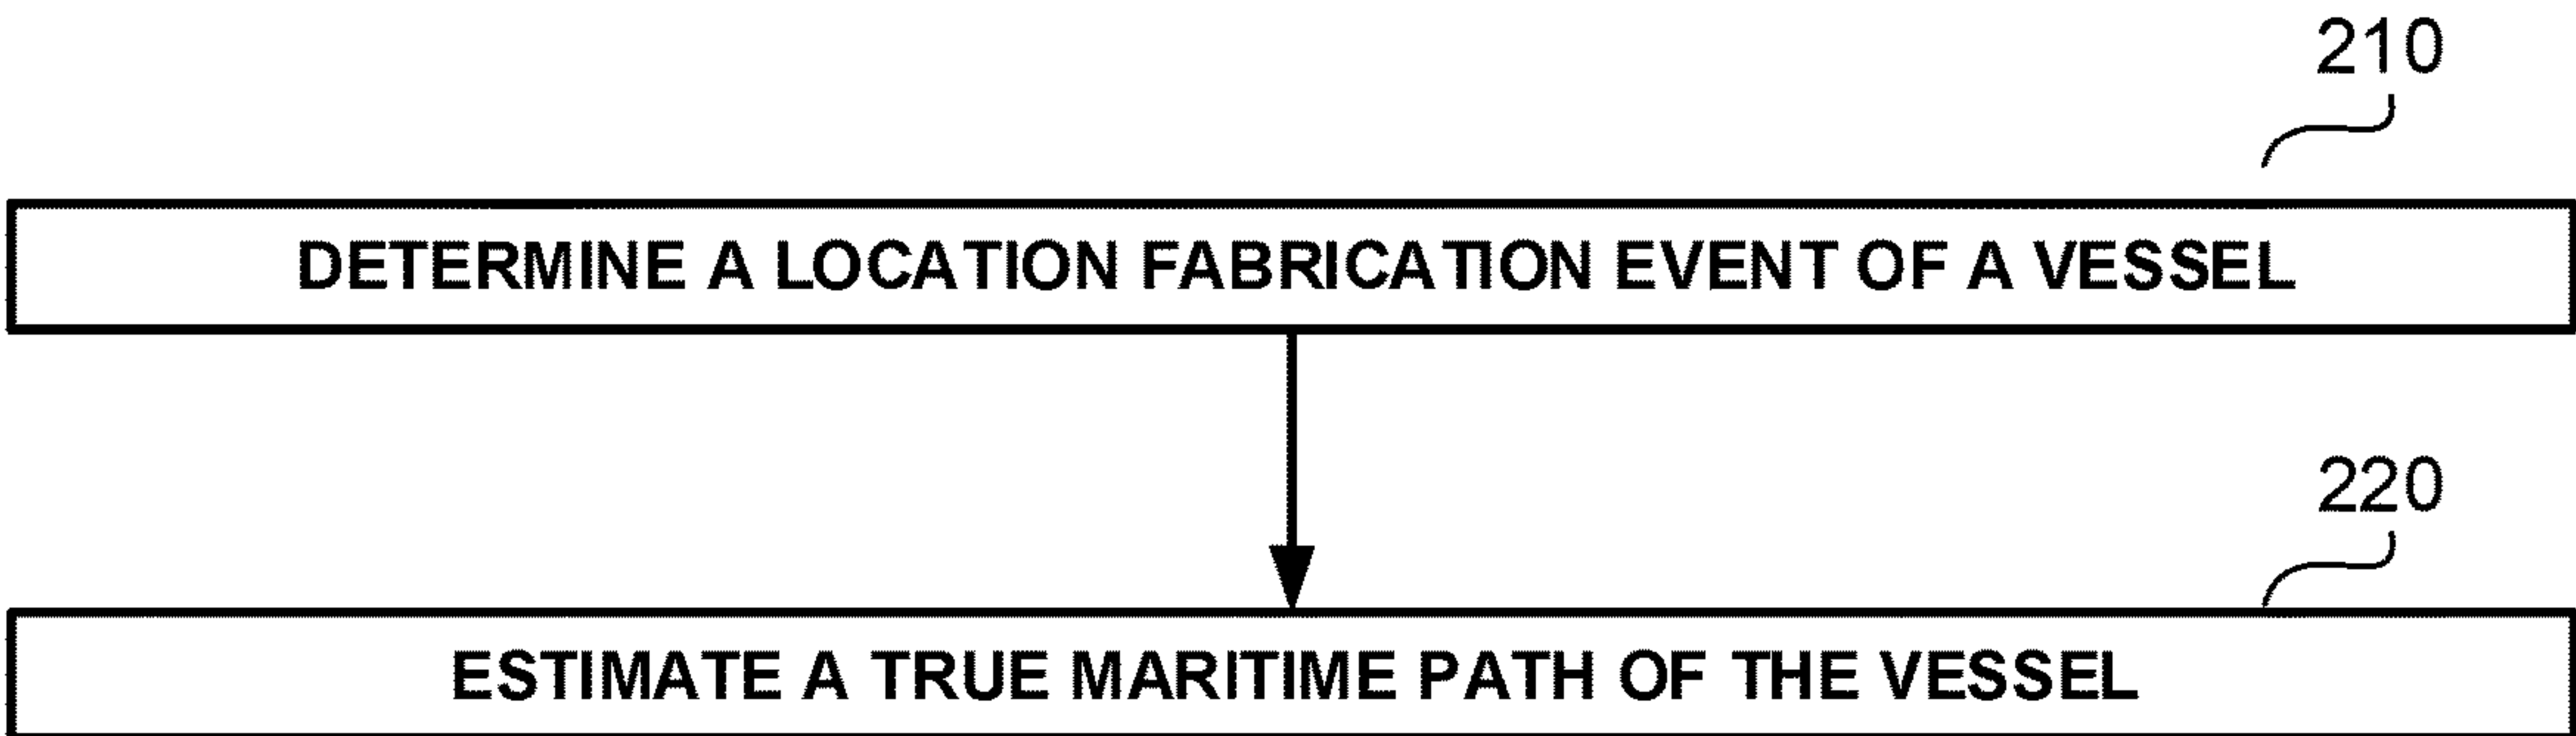 210
DETERMINE A LOCATION FABRICATION EVENT OF A VESSEL
220
ESTIMATE A TRUE MARITIME PATH OF THE VESSEL